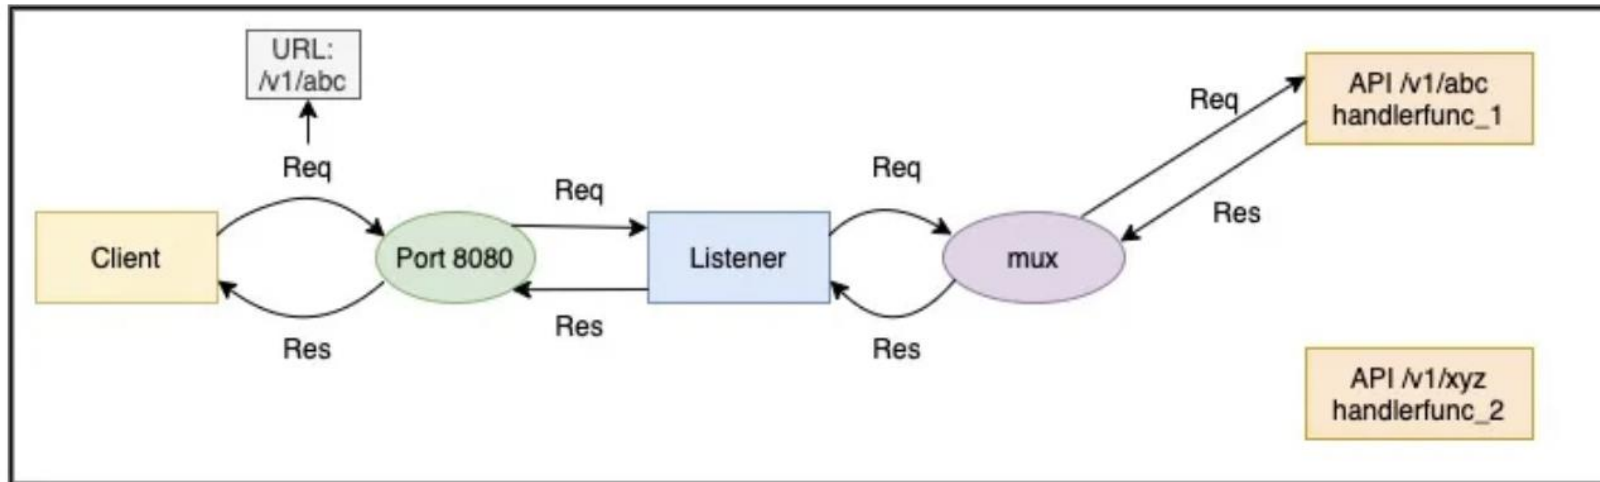 URL:
/v1/abc
Req
Client
Res
Port 8080
Req
Res
Listener
Req
Res
mux
Req
Res
API /v1/abc
handlerfunc_1
API /v1/xyz
handlerfunc_2